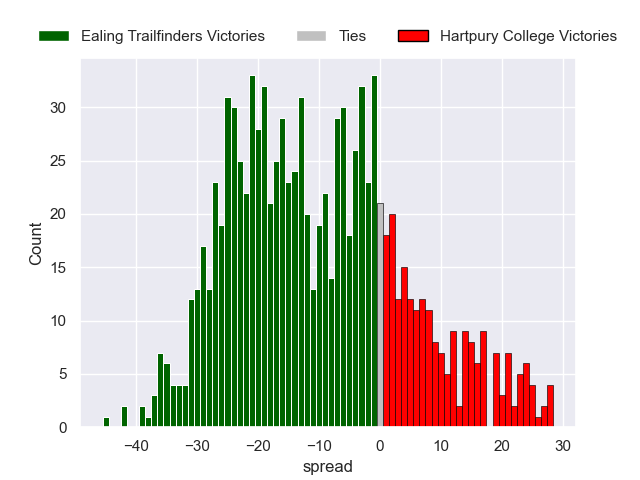 Ealing Trailfinders Victories Ties Hartpury College Victories
30
25
20
15
10
5
0
Count
−40 −30 −20 −10 0 10 20 30
spread